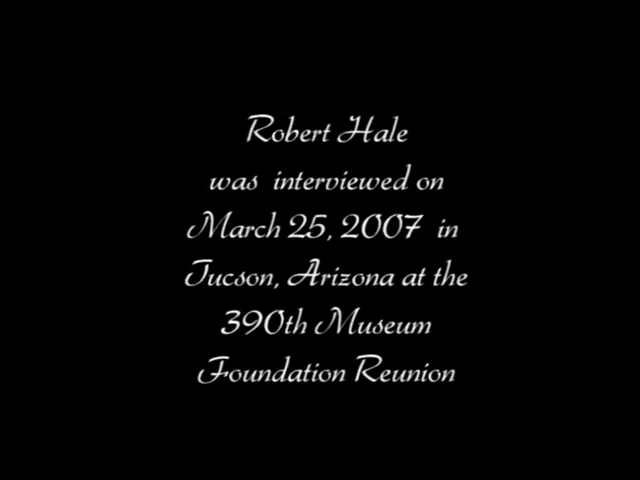 Robert Hale
was interviewed on
March 25, 2007 in
Tucson, Arizona at the
390th Museum
Foundation Reunion